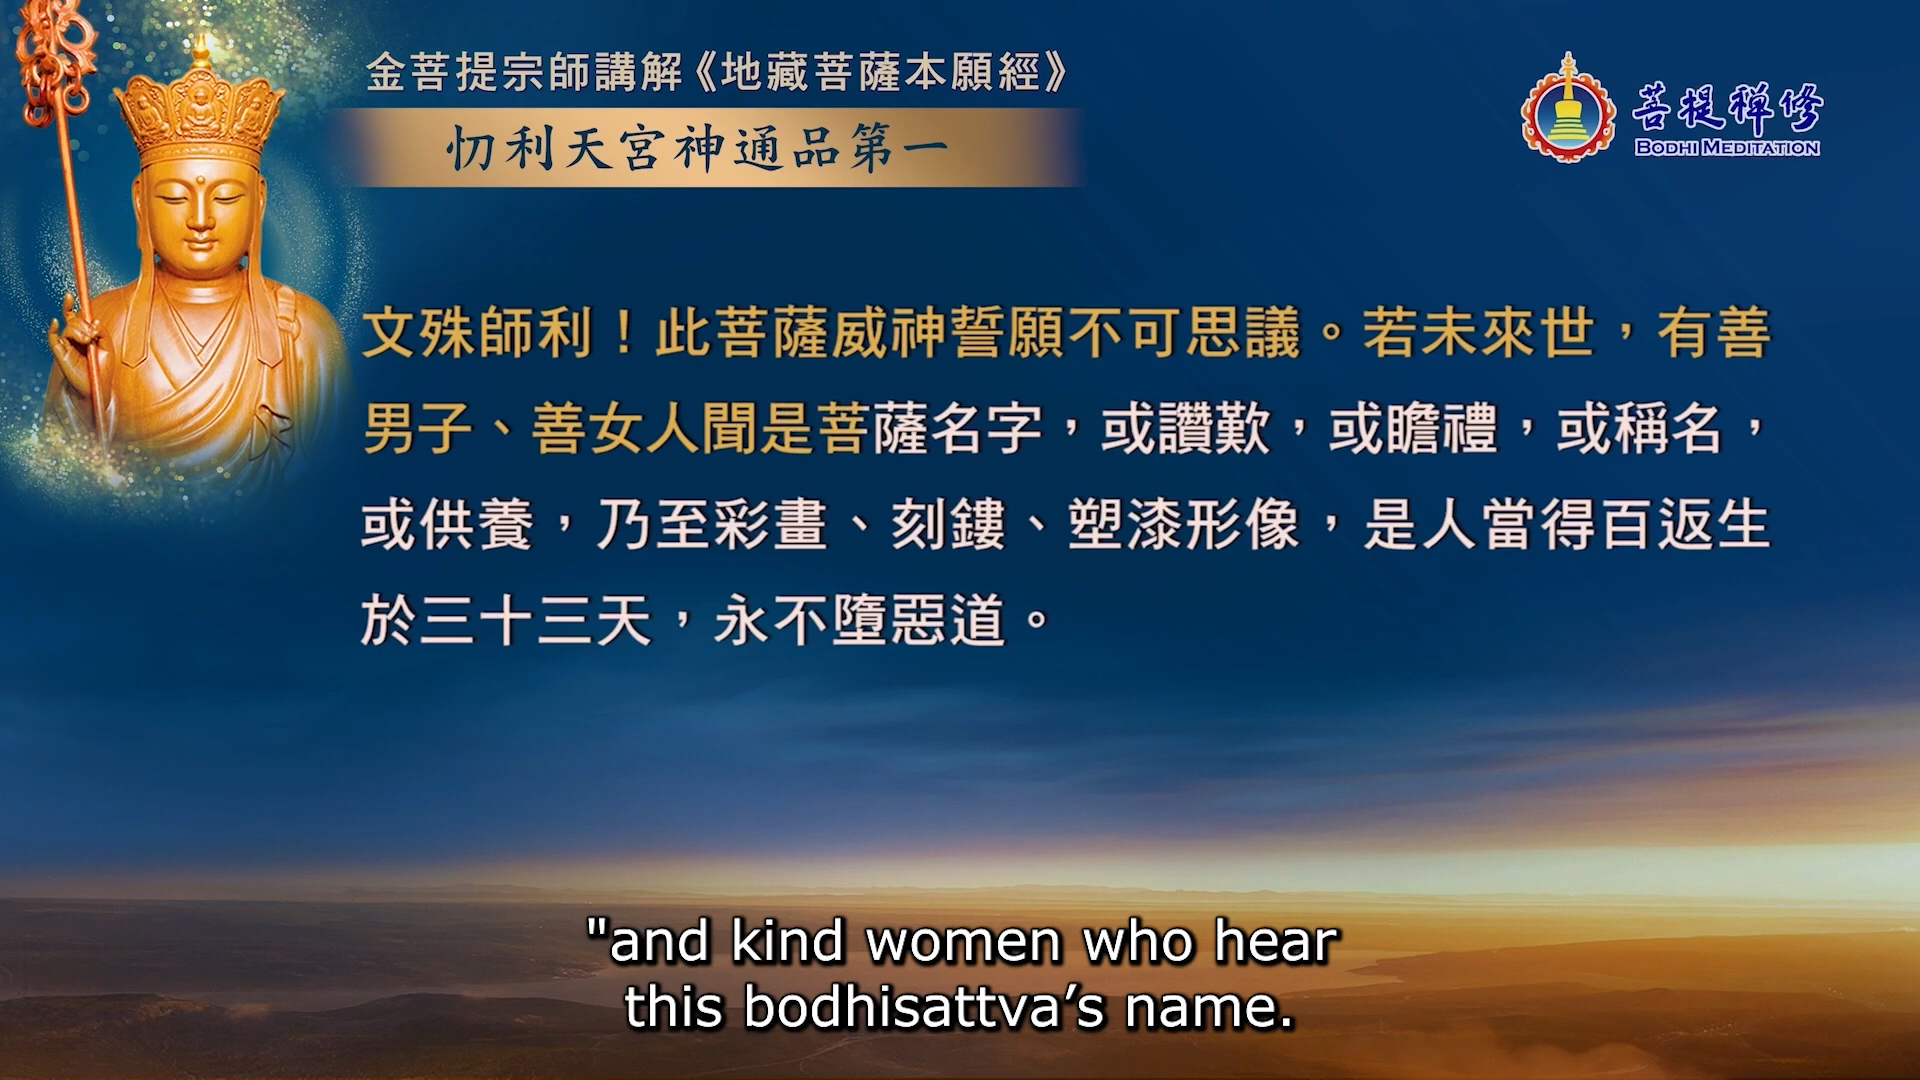 金菩提宗師講解《地藏菩薩本願經》
忉利天宮神通品第一
菩提禪修
BODHI MEDITATION
文殊師利！此菩薩威神誓願不可思議。若未來世，有善
男子、善女人聞是菩薩名字，或讚歎，或瞻禮，或稱名，
或供養，乃至彩畫、刻鏤、塑漆形像，是人當得百返生
於三十三天，永不墮惡道。
"and kind women who hear
this bodhisattva’s name.